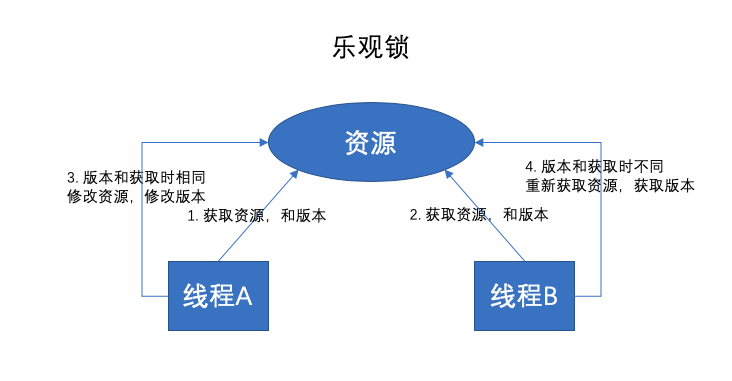 乐观锁
资源
3. 版本和获取时相同
修改资源，修改版本
4. 版本和获取时不同
重新获取资源，获取版本
1. 获取资源，和版本
2. 获取资源，和版本
线程A
线程B